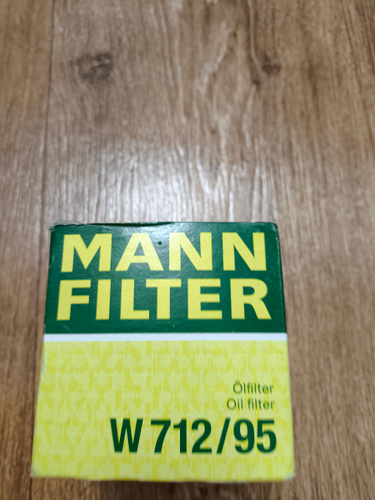 MANN
FILTER
Ölfilter
Oil filter
W 712/95